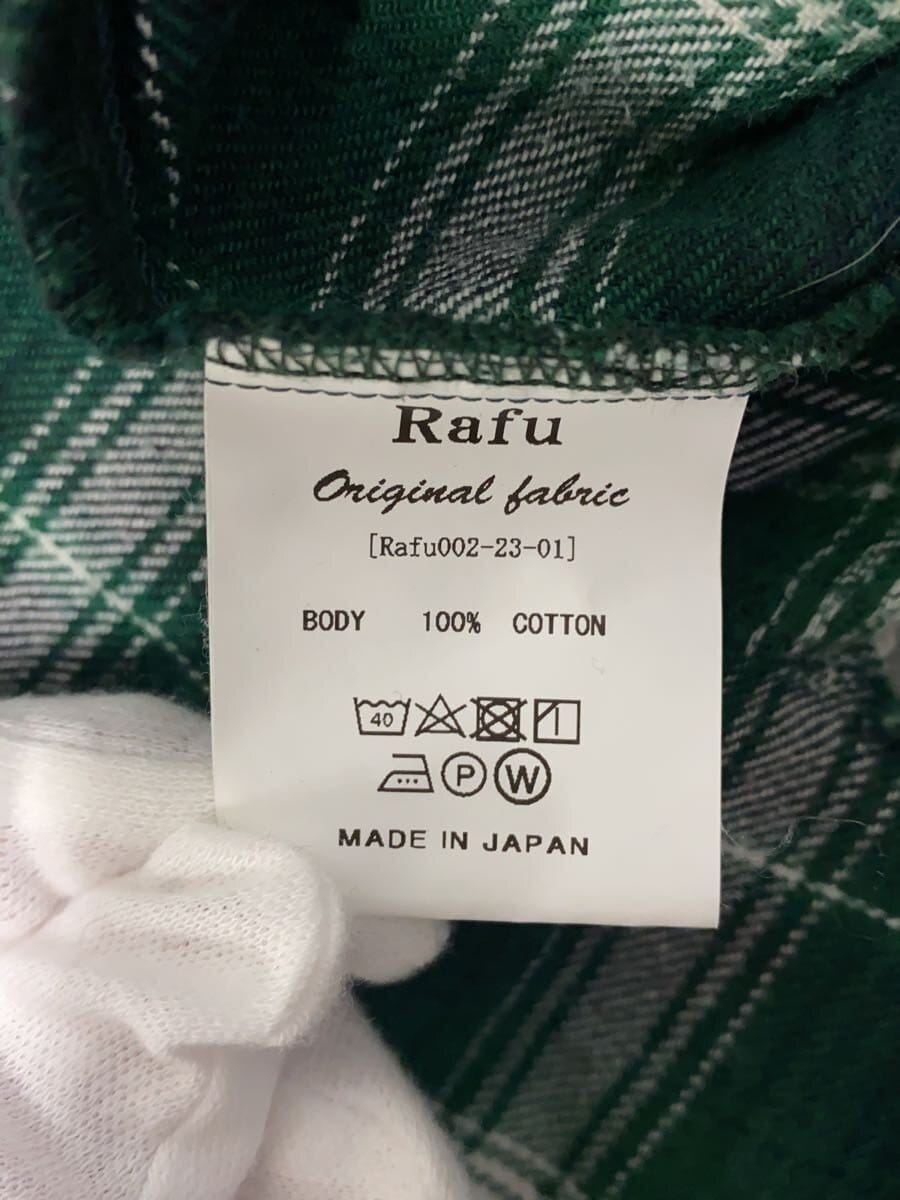 Rafu
Original fabric
[Rafu002-23-01]
BODY 100% COTTON
40
P W
MADE IN JAPAN